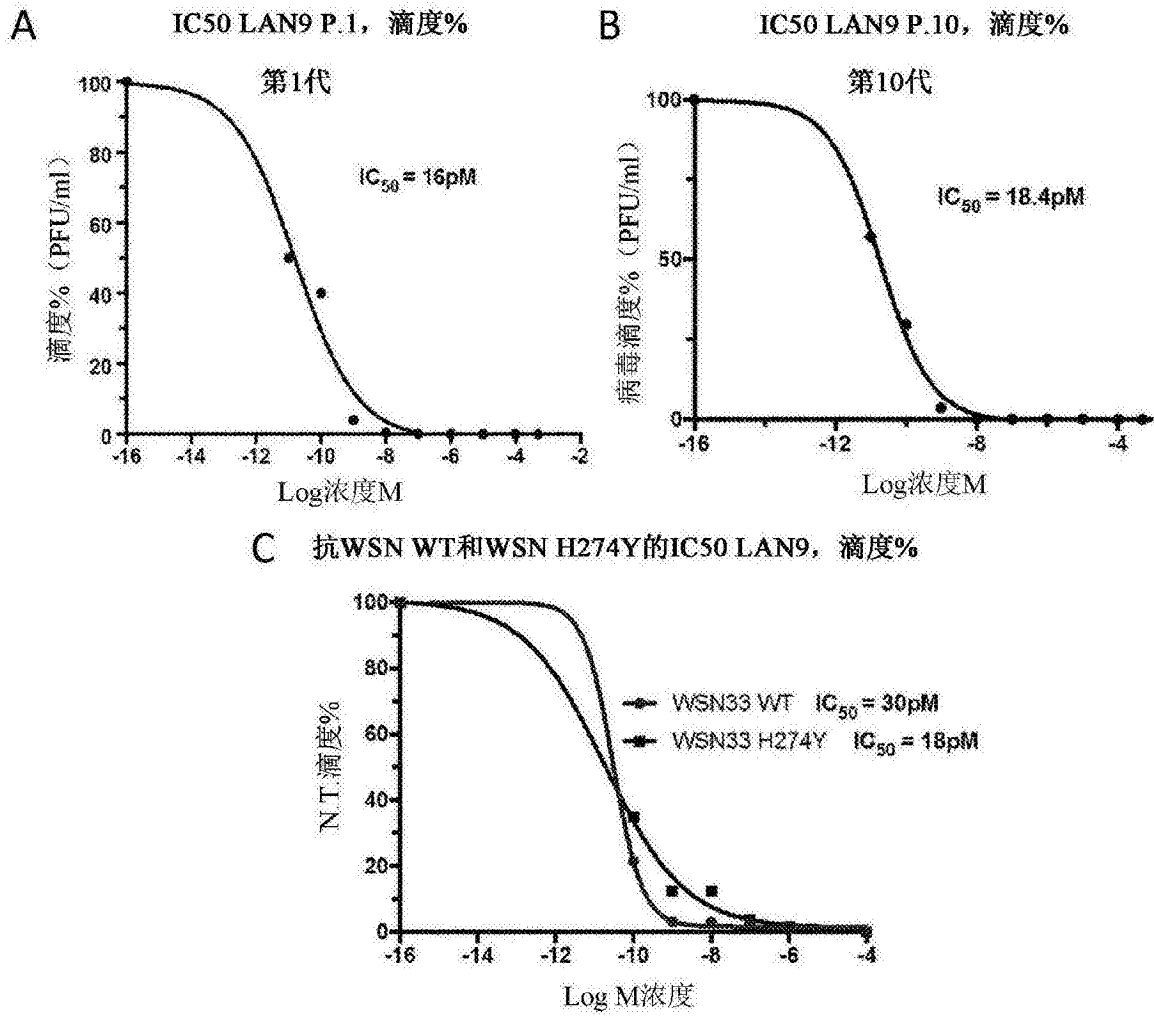 A
IC50 LAN9 P.1，滴度%
第1代
滴度%（PFU/ml）
100
80
60
40
20
0
IC50 = 16pM
-16 -14 -12 -10 -8 -6 -4 -2
Log浓度M
B
IC50 LAN9 P.10，滴度%
第10代
病毒滴度%（PFU/ml）
100
50
0
IC50 = 18.4pM
-16 -12 -8 -4
Log浓度M
C
抗WSN WT和WSN H274Y的IC50 LAN9，滴度%
N.T.滴度%
100
80
60
40
20
0
WSN33 WT IC50 = 30pM
WSN33 H274Y IC50 = 18pM
-16 -14 -12 -10 -8 -6 -4
Log M浓度